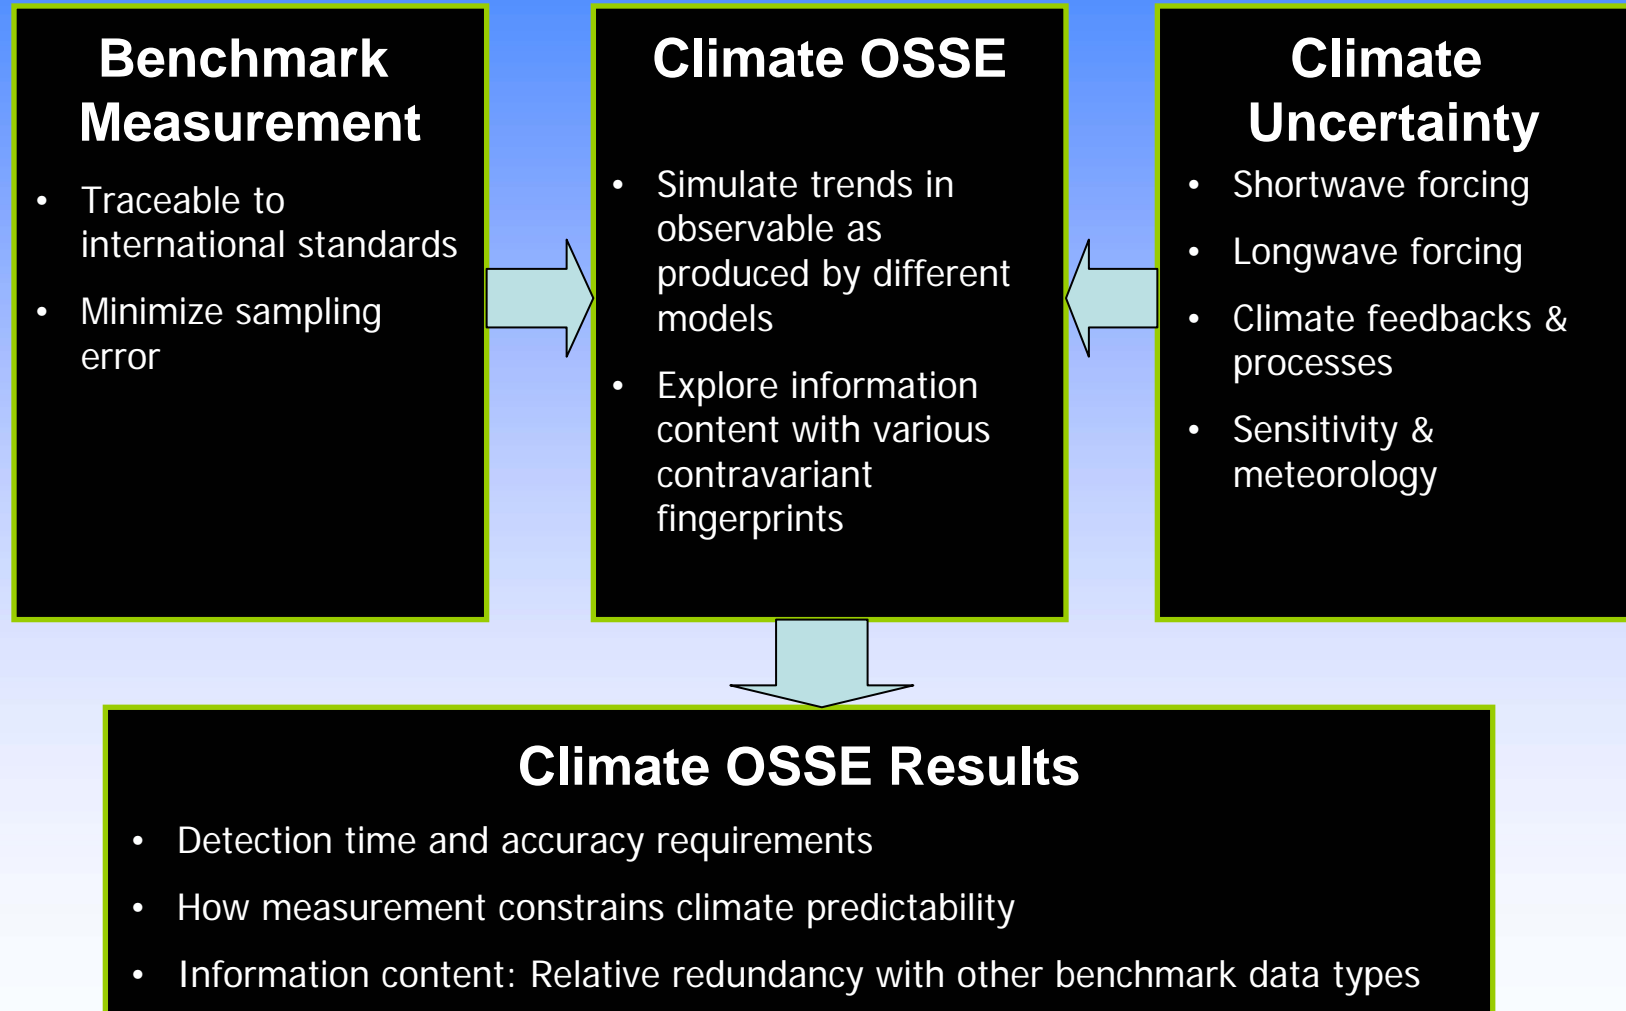 Benchmark
Measurement
• Traceable to
international standards
• Minimize sampling
error
Climate OSSE
• Simulate trends in
observable as
produced by different
models
• Explore information
content with various
contravariant
fingerprints
Climate
Uncertainty
• Shortwave forcing
• Longwave forcing
• Climate feedbacks &
processes
• Sensitivity &
meteorology
Climate OSSE Results
• Detection time and accuracy requirements
• How measurement constrains climate predictability
• Information content: Relative redundancy with other benchmark data types